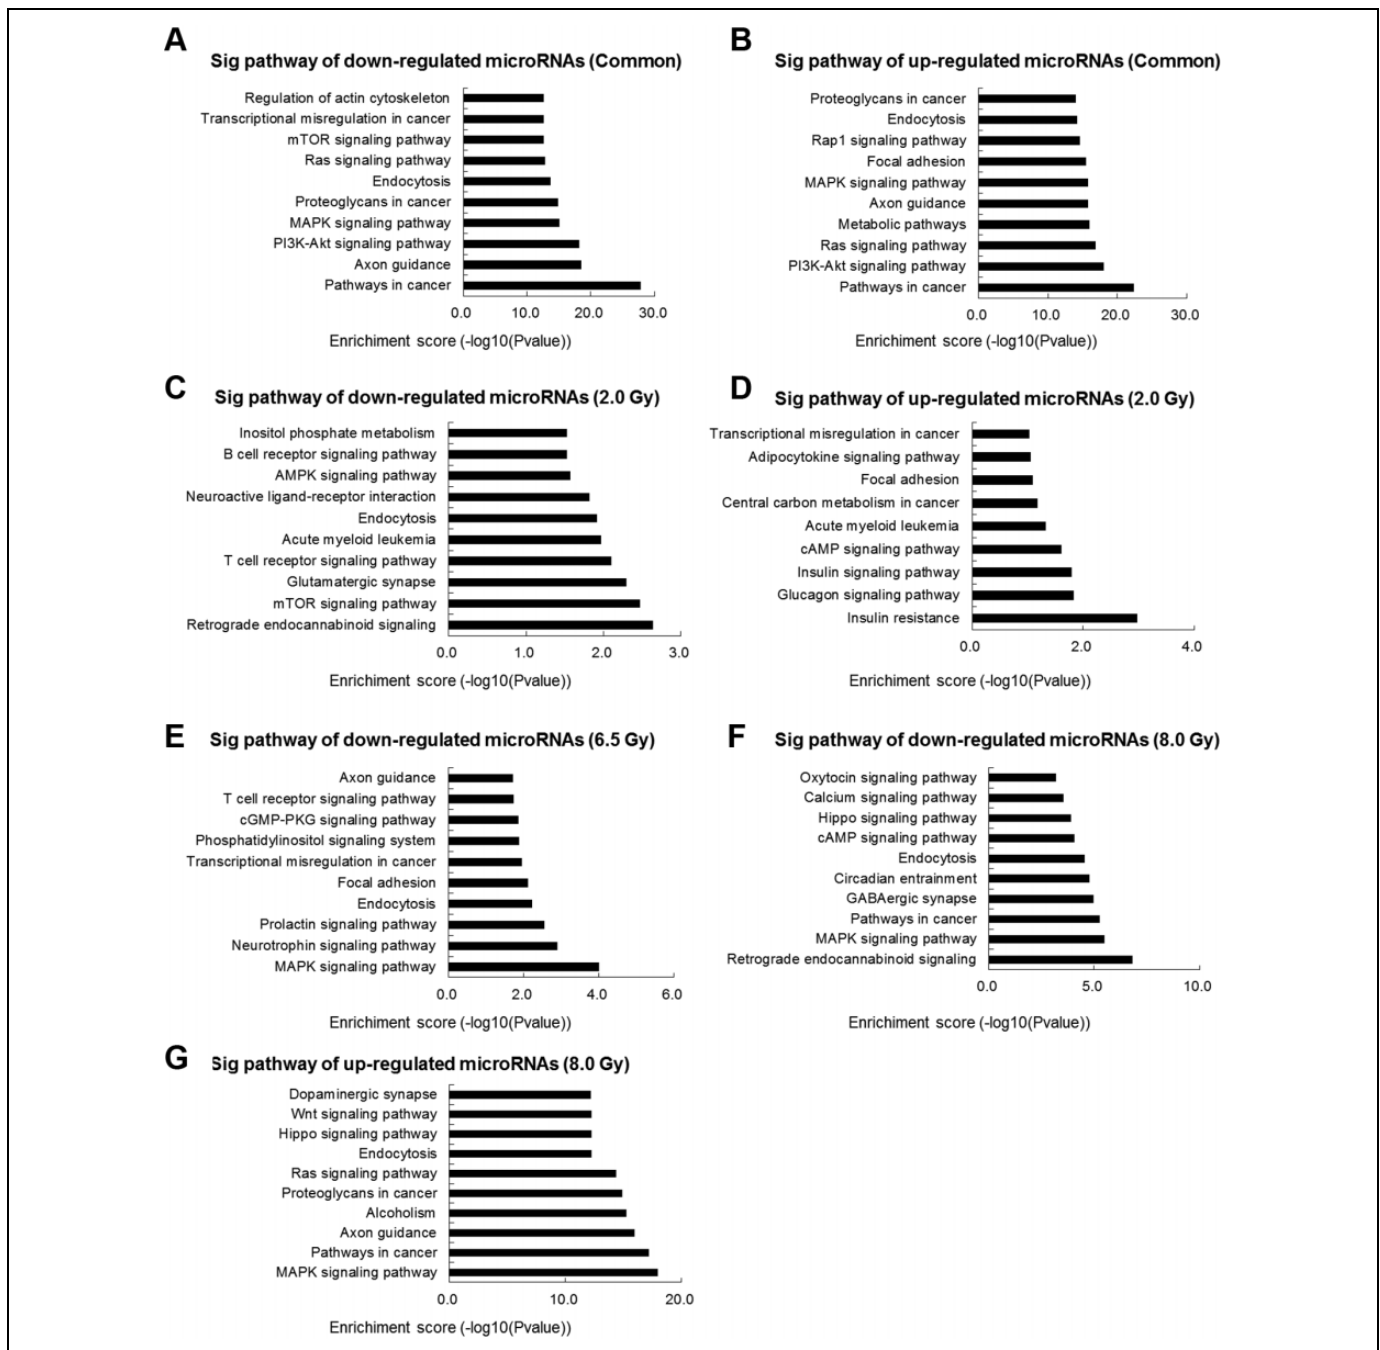 A
Sig pathway of down-regulated microRNAs (Common)
Regulation of actin cytoskeleton
Transcriptional misregulation in cancer
mTOR signaling pathway
Ras signaling pathway
Endocytosis
Proteoglycans in cancer
MAPK signaling pathway
PI3K-Akt signaling pathway
Axon guidance
Pathways in cancer
0.0 10.0 20.0 30.0
Enrichment score (-log10(Pvalue))
B
Sig pathway of up-regulated microRNAs (Common)
Proteoglycans in cancer
Endocytosis
Rap1 signaling pathway
Focal adhesion
MAPK signaling pathway
Axon guidance
Metabolic pathways
Ras signaling pathway
PI3K-Akt signaling pathway
Pathways in cancer
0.0 10.0 20.0 30.0
Enrichment score (-log10(Pvalue))
C
Sig pathway of down-regulated microRNAs (2.0 Gy)
Inositol phosphate metabolism
B cell receptor signaling pathway
AMPK signaling pathway
Neuroactive ligand-receptor interaction
Endocytosis
Acute myeloid leukemia
T cell receptor signaling pathway
Glutamatergic synapse
mTOR signaling pathway
Retrograde endocannabinoid signaling
0.0 1.0 2.0 3.0
Enrichment score (-log10(Pvalue))
D
Sig pathway of up-regulated microRNAs (2.0 Gy)
Transcriptional misregulation in cancer
Adipocytokine signaling pathway
Focal adhesion
Central carbon metabolism in cancer
Acute myeloid leukemia
cAMP signaling pathway
Insulin signaling pathway
Glucagon signaling pathway
Insulin resistance
0.0 2.0 4.0
Enrichment score (-log10(Pvalue))
E
Sig pathway of down-regulated microRNAs (6.5 Gy)
Axon guidance
T cell receptor signaling pathway
cGMP-PKG signaling pathway
Phosphatidylinositol signaling system
Transcriptional misregulation in cancer
Focal adhesion
Endocytosis
Prolactin signaling pathway
Neurotrophin signaling pathway
MAPK signaling pathway
0.0 2.0 4.0 6.0
Enrichment score (-log10(Pvalue))
F
Sig pathway of down-regulated microRNAs (8.0 Gy)
Oxytocin signaling pathway
Calcium signaling pathway
Hippo signaling pathway
cAMP signaling pathway
Endocytosis
Circadian entrainment
GABAergic synapse
Pathways in cancer
MAPK signaling pathway
Retrograde endocannabinoid signaling
0.0 5.0 10.0
Enrichment score (-log10(Pvalue))
G
Sig pathway of up-regulated microRNAs (8.0 Gy)
Dopaminergic synapse
Wnt signaling pathway
Hippo signaling pathway
Endocytosis
Ras signaling pathway
Proteoglycans in cancer
Alcoholism
Axon guidance
Pathways in cancer
MAPK signaling pathway
0.0 10.0 20.0
Enrichment score (-log10(Pvalue))